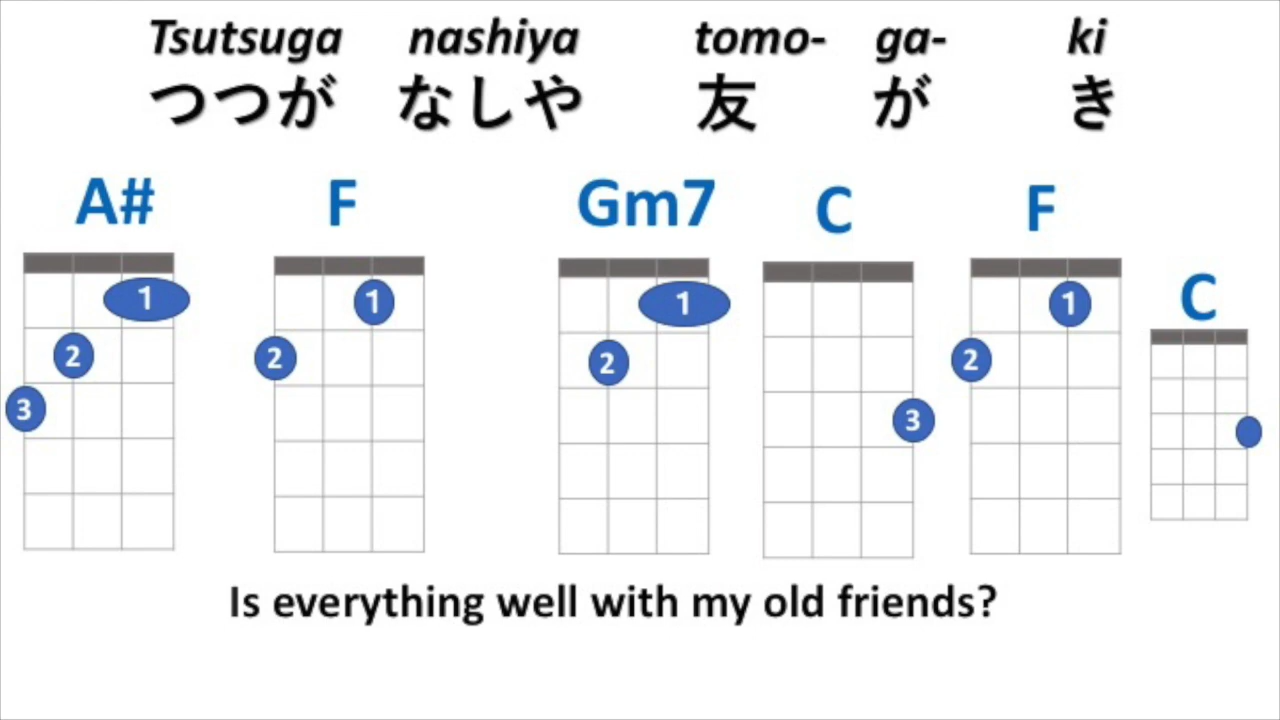 Tsutsuga nashiya tomo- ga- ki
つつが なしや 友 が き
A# F Gm7 C F C
1 1 1 1
2 2 2 2
3 3
Is everything well with my old friends?